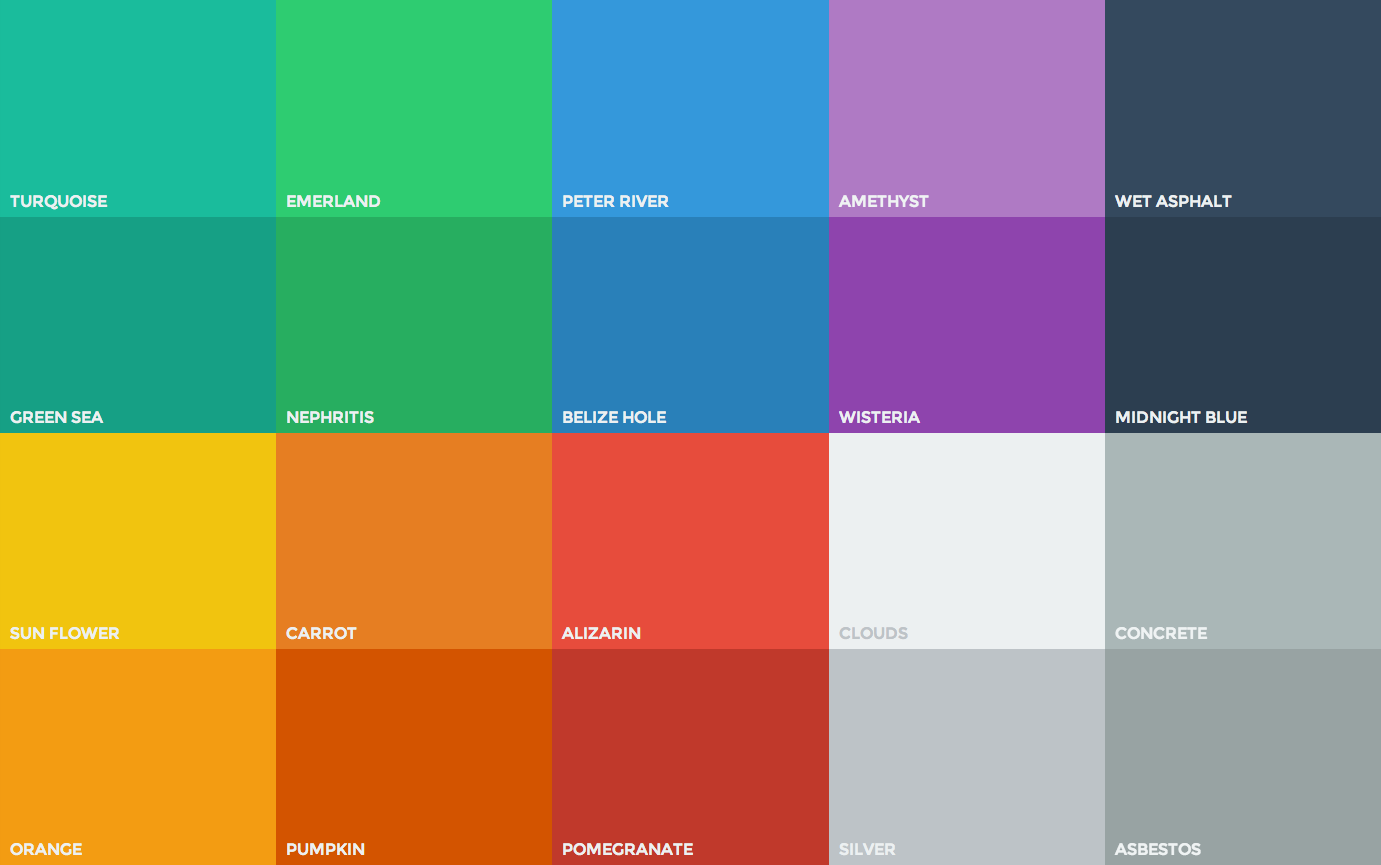 TURQUOISE
EMERLAND
PETER RIVER
AMETHYST
WET ASPHALT
GREEN SEA
NEPHRITIS
BELIZE HOLE
WISTERIA
MIDNIGHT BLUE
SUN FLOWER
CARROT
ALIZARIN
CLOUDS
CONCRETE
ORANGE
PUMPKIN
POMEGRANATE
SILVER
ASBESTOS